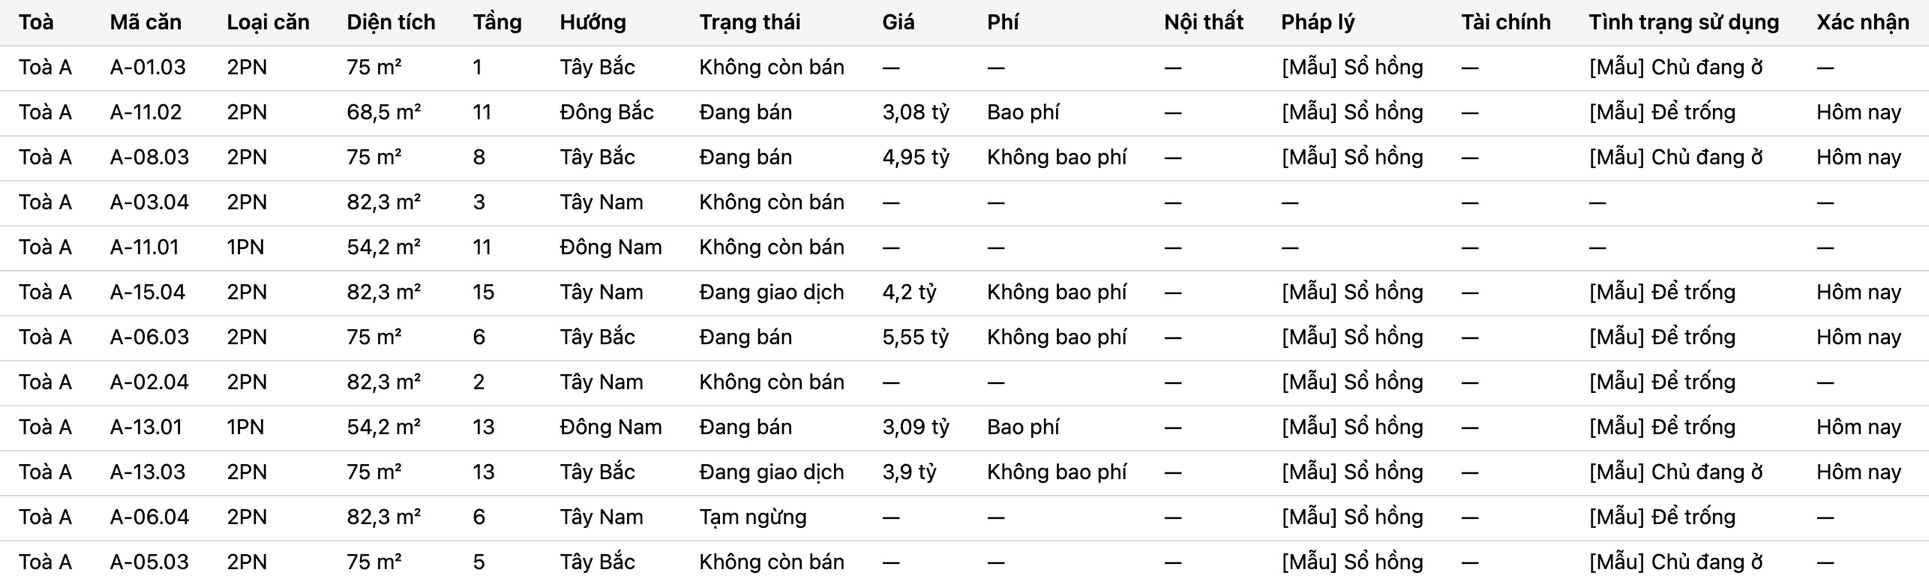 Toà Mã căn Loại căn Diện tích Tầng Hướng Trạng thái Giá Phí Nội thất Pháp lý Tài chính Tình trạng sử dụng Xác nhận
Toà A A-01.03 2PN 75 m² 1 Tây Bắc Không còn bán — — — [Mẫu] Sổ hồng — [Mẫu] Chủ đang ở —
Toà A A-11.02 2PN 68,5 m² 11 Đông Bắc Đang bán 3,08 tỷ Bao phí — [Mẫu] Sổ hồng — [Mẫu] Để trống Hôm nay
Toà A A-08.03 2PN 75 m² 8 Tây Bắc Đang bán 4,95 tỷ Không bao phí — [Mẫu] Sổ hồng — [Mẫu] Chủ đang ở Hôm nay
Toà A A-03.04 2PN 82,3 m² 3 Tây Nam Không còn bán — — — — — — —
Toà A A-11.01 1PN 54,2 m² 11 Đông Nam Không còn bán — — — — — — —
Toà A A-15.04 2PN 82,3 m² 15 Tây Nam Đang giao dịch 4,2 tỷ Không bao phí — [Mẫu] Sổ hồng — [Mẫu] Để trống Hôm nay
Toà A A-06.03 2PN 75 m² 6 Tây Bắc Đang bán 5,55 tỷ Không bao phí — [Mẫu] Sổ hồng — [Mẫu] Để trống Hôm nay
Toà A A-02.04 2PN 82,3 m² 2 Tây Nam Không còn bán — — — [Mẫu] Sổ hồng — [Mẫu] Để trống —
Toà A A-13.01 1PN 54,2 m² 13 Đông Nam Đang bán 3,09 tỷ Bao phí — [Mẫu] Sổ hồng — [Mẫu] Để trống Hôm nay
Toà A A-13.03 2PN 75 m² 13 Tây Bắc Đang giao dịch 3,9 tỷ Không bao phí — [Mẫu] Sổ hồng — [Mẫu] Chủ đang ở Hôm nay
Toà A A-06.04 2PN 82,3 m² 6 Tây Nam Tạm ngừng — — — [Mẫu] Sổ hồng — [Mẫu] Để trống —
Toà A A-05.03 2PN 75 m² 5 Tây Bắc Không còn bán — — — [Mẫu] Sổ hồng — [Mẫu] Chủ đang ở —